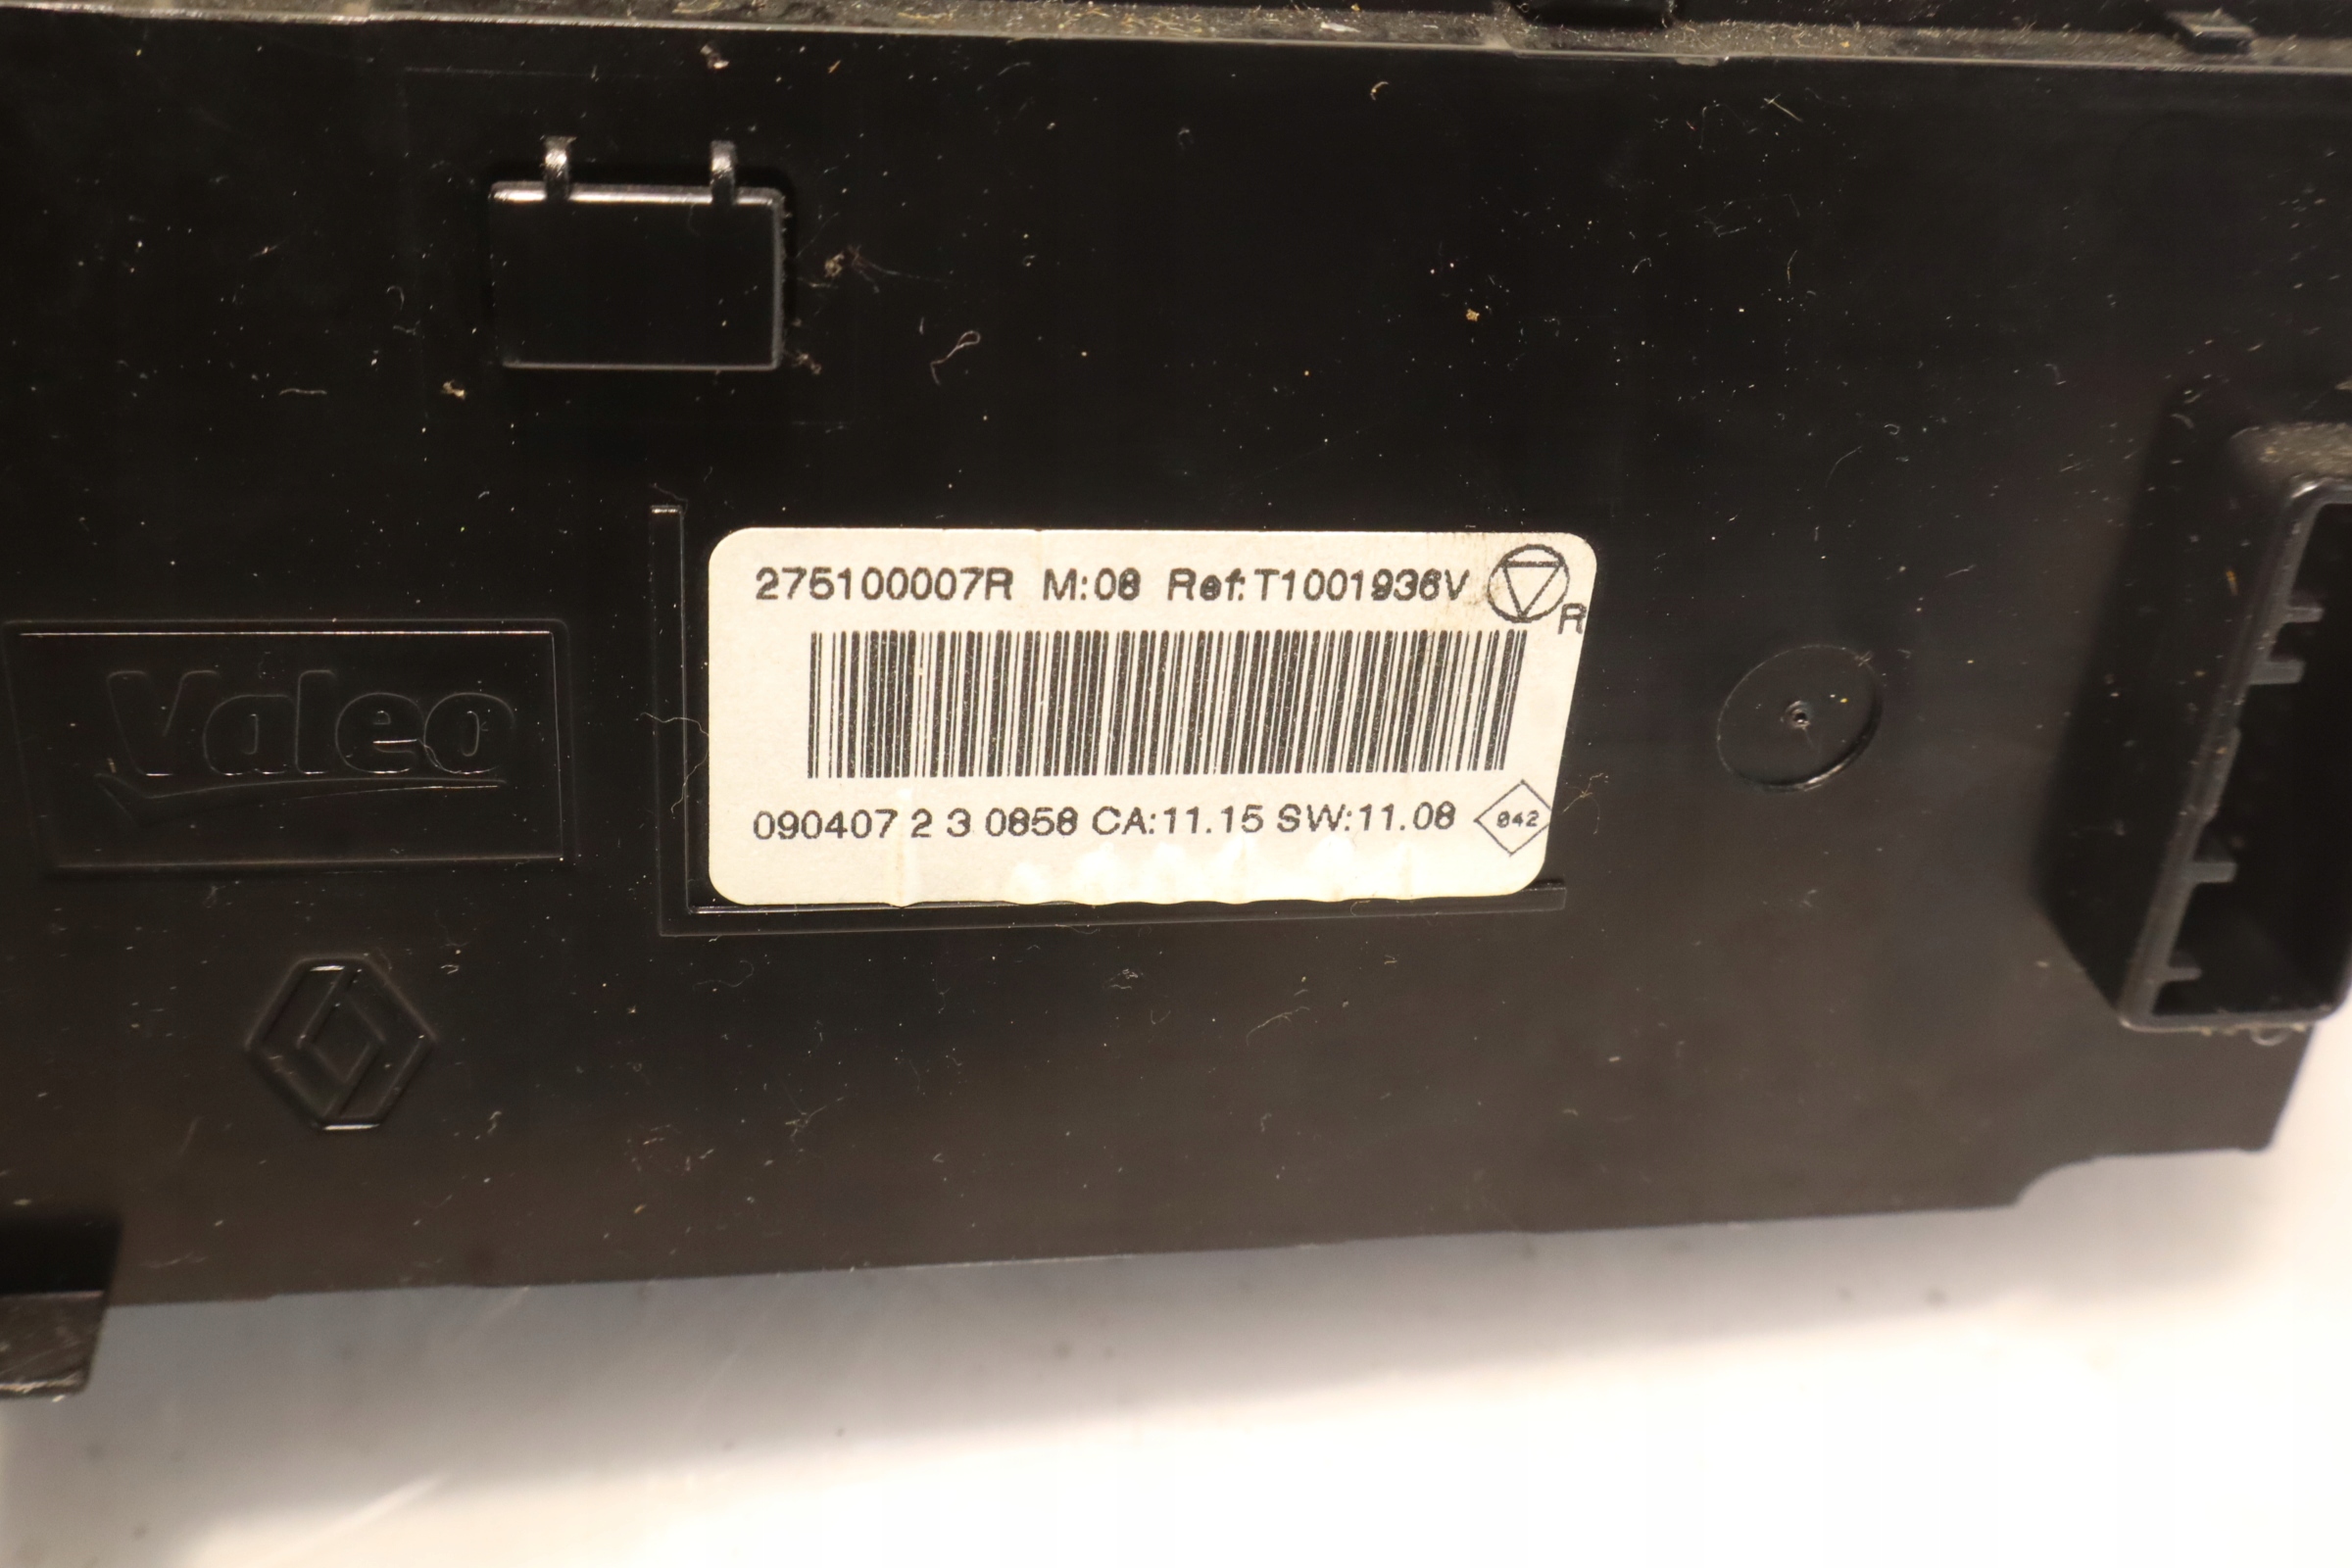 275100007R M:08 Ref:T1001936V
R
Valeo
090407 2 3 0858 CA:11.15 SW:11.08 042